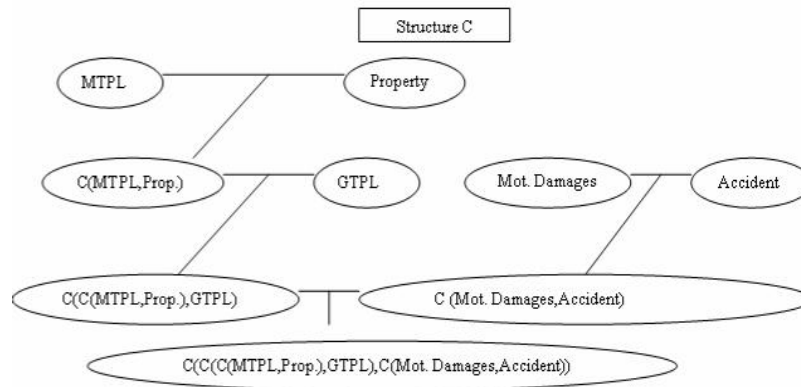 Structure C
MTPL
Property
C(MTPL,Prop.)
GTPL
Mot. Damages
Accident
C(C(MTPL,Prop.),GTPL)
C (Mot. Damages,Accident)
C(C(C(MTPL,Prop.),GTPL),C(Mot. Damages,Accident))